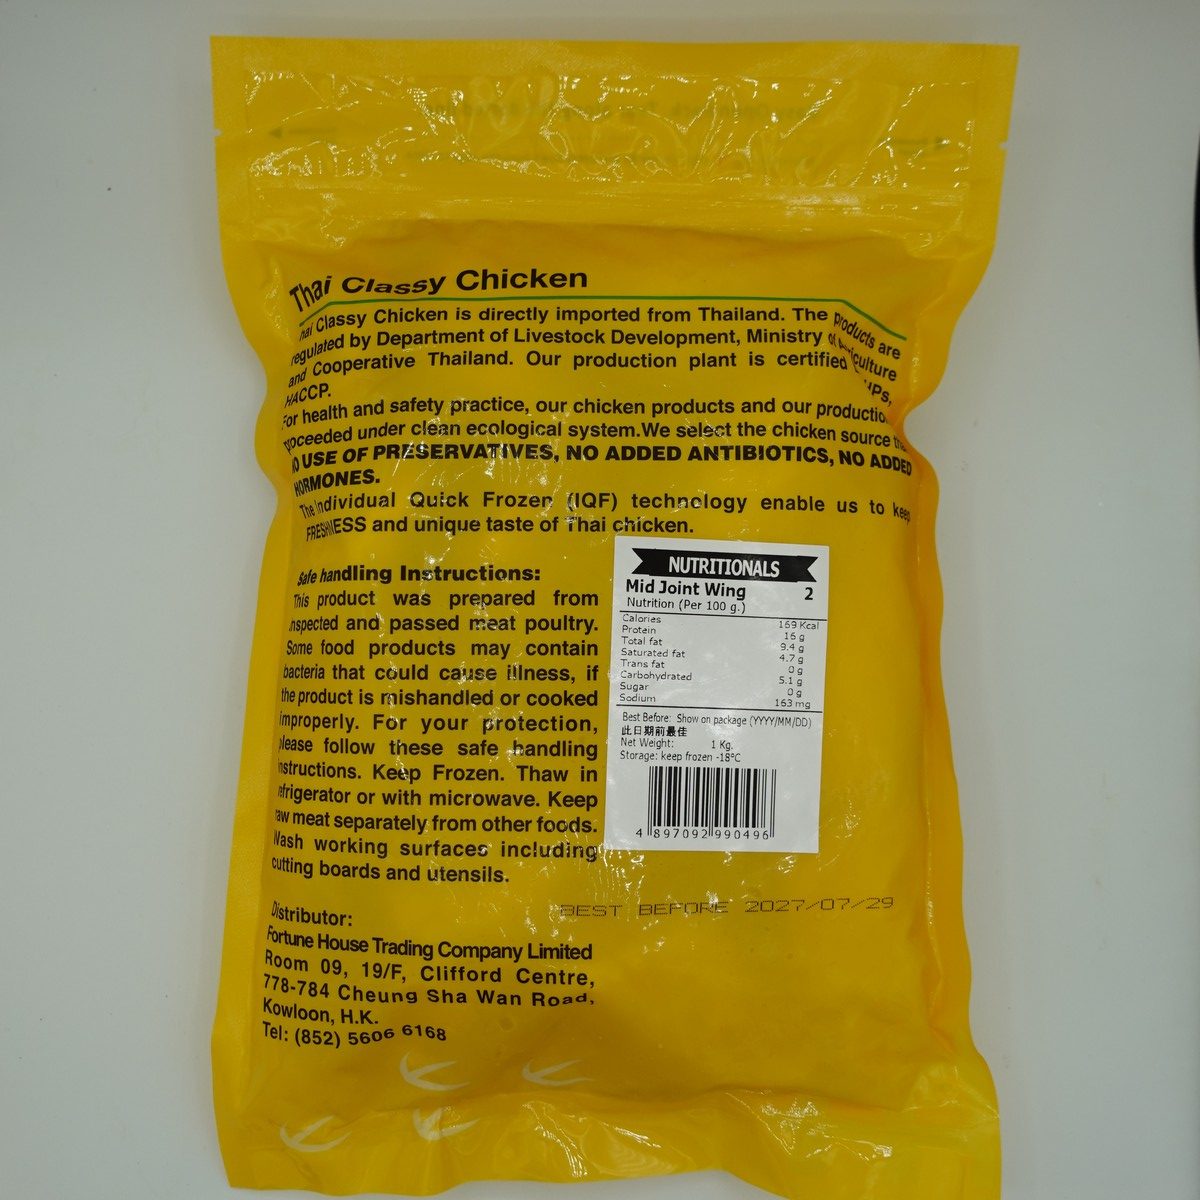 Thai Classy Chicken
hai Classy Chicken is directly imported from Thailand. The products are
regulated by Department of Livestock Development, Ministry of culture
and Cooperative Thailand. Our production plant is certified
HACCP.
For health and safety practice, our chicken products and our productio
proceeded under clean ecological system.We select the chicken source
NO USE OF PRESERVATIVES, NO ADDED ANTIBIOTICS, NO ADDED
HORMONES.
The Individual Quick Frozen (IQF) technology enable us to keep
FRESHNESS and unique taste of Thai chicken.
Safe handling Instructions:
This product was prepared from
inspected and passed meat poultry.
Some food products may contain
bacteria that could cause illness, if
the product is mishandled or cooked
improperly. For your protection,
please follow these safe handling
instructions. Keep Frozen. Thaw in
refrigerator or with microwave. Keep
raw meat separately from other foods.
Wash working surfaces including
cutting boards and utensils.
NUTRITIONALS
Mid Joint Wing 2
Nutrition (Per 100 g.)
Calories 169 Kcal
Protein 16 g
Total fat 9.4 g
Saturated fat 4.7 g
Trans fat 0 g
Carbohydrated 5.1 g
Sugar 0 g
Sodium 163 mg
Best Before: Show on package (YYYY/MM/DD)
此日期前最佳
Net Weight: 1 Kg.
Storage: keep frozen -18°C
4 897092 990496
BEST BEFORE 2027/07/29
Distributor:
Fortune House Trading Company Limited
Room 09, 19/F, Clifford Centre,
778-784 Cheung Sha Wan Road,
Kowloon, H.K.
Tel: (852) 5606 6168